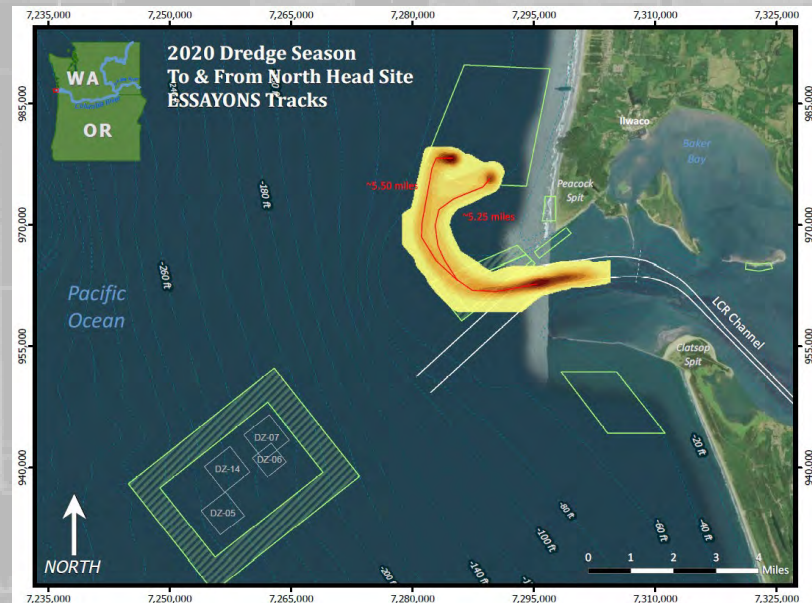 7,235,000 7,250,000 7,265,000 7,280,000 7,295,000 7,310,000 7,325,000
2020 Dredge Season
To & From North Head Site
ESSAYONS Tracks
WA
OR
985,000
970,000
955,000
940,000
985,000
970,000
955,000
940,000
Ilwaco
Baker
Bay
Peacock
Spit
-180 ft
-260 ft
~5.50 miles
~5.25 miles
Pacific
Ocean
LCR Channel
Clatsop
Spit
DZ-07
DZ-06
DZ-14
DZ-05
-20 ft
-40 ft
-60 ft
-80 ft
-100 ft
-140 ft
-200 ft
NORTH
0 1 2 3 4
Miles
7,235,000 7,250,000 7,265,000 7,280,000 7,295,000 7,310,000 7,325,000